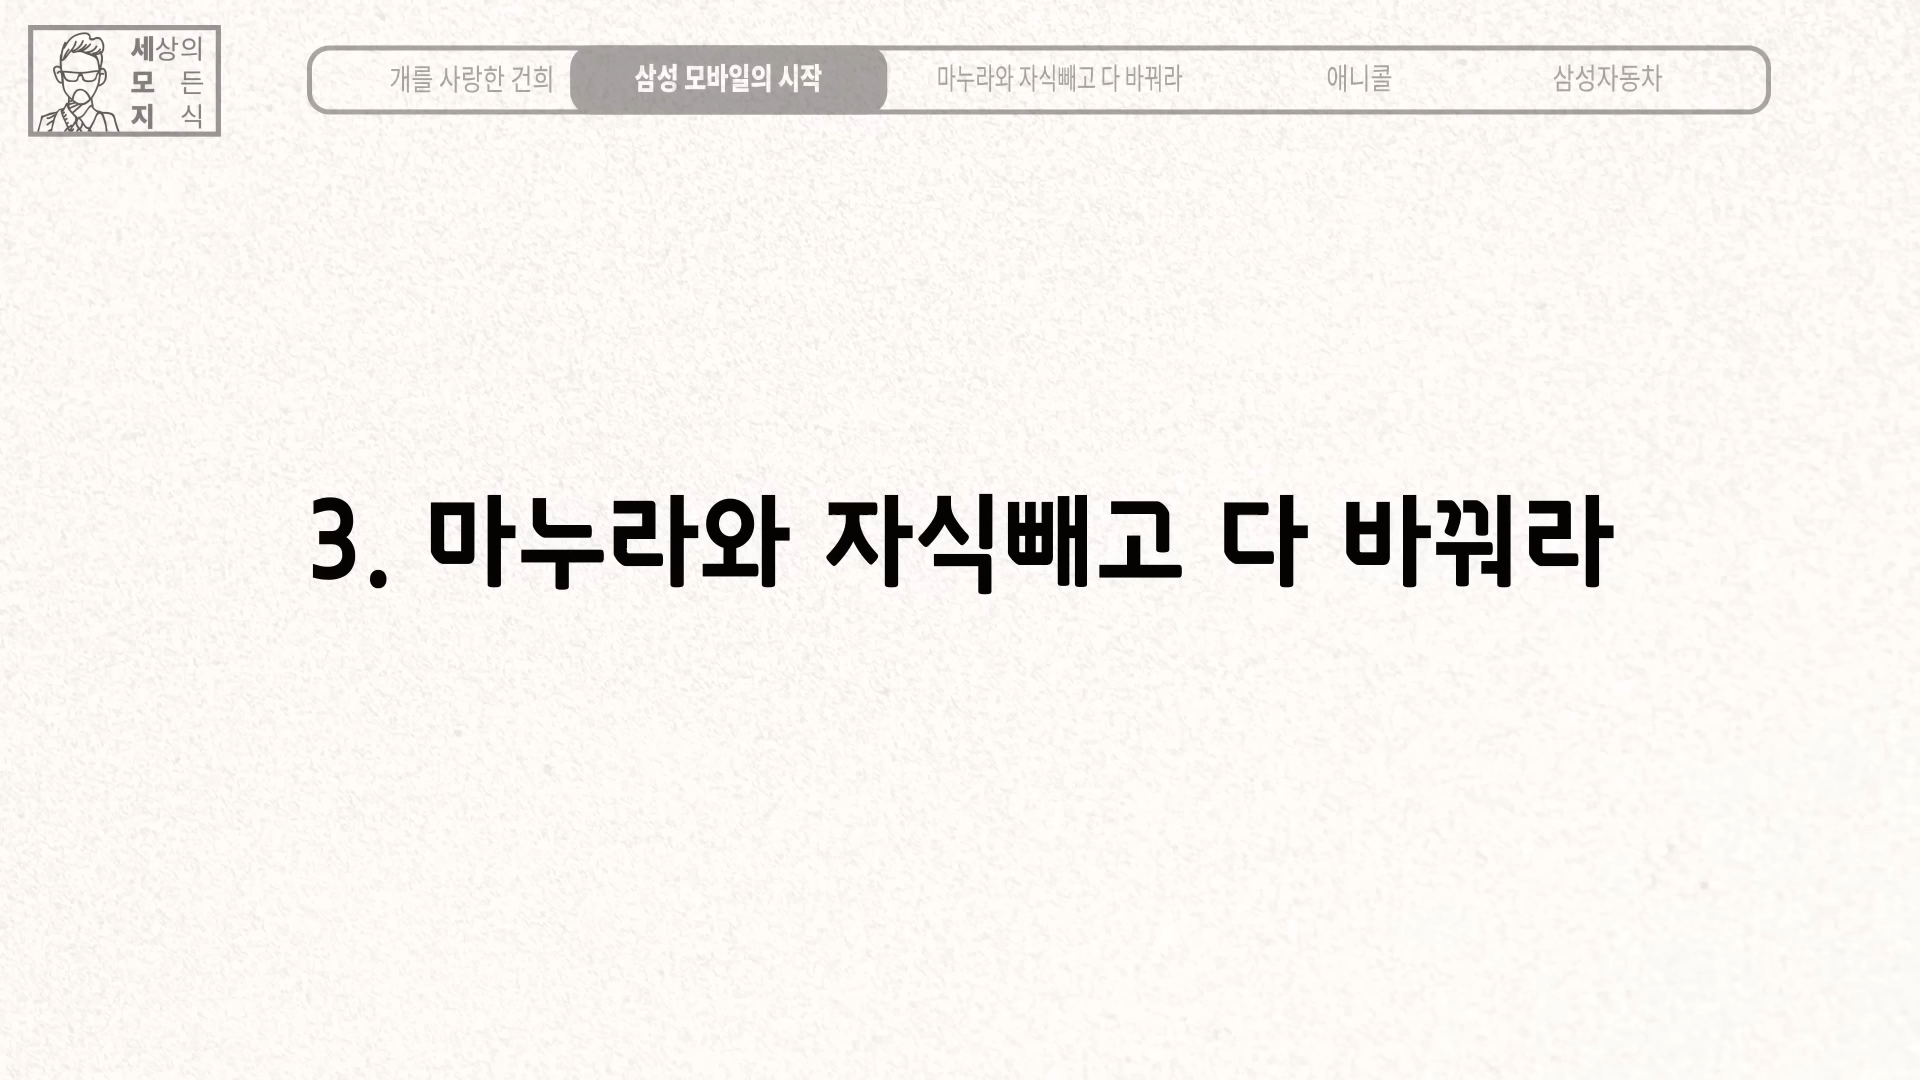 세상의
모 든
지 식
개를 사랑한 건희
삼성 모바일의 시작
마누라와 자식빼고 다 바꿔라
애니콜
삼성자동차
3. 마누라와 자식빼고 다 바꿔라